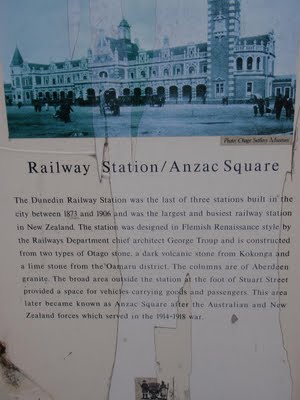 Photo: Otago Settlers Museum
Railway Station/Anzac Square
The Dunedin Railway Station was the last of three stations built in the
city between 1873 and 1906 and was the largest and busiest railway station
in New Zealand. The station was designed in Flemish Renaissance style by
the Railways Department chief architect George Troup and is constructed
from two types of Otago stone, a dark volcanic stone from Kokonga and
a lime stone from the Oamaru district. The columns are of Aberdeen
granite. The broad area outside the station at the foot of Stuart Street
provided a space for vehicles carrying goods and passengers. This area
later became known as Anzac Square after the Australian and New
Zealand forces which served in the 1914-1918 war.